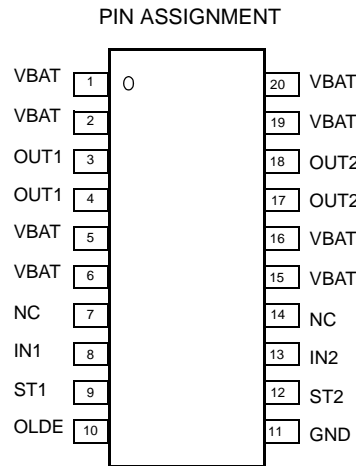 PIN ASSIGNMENT
VBAT 1 20 VBAT
VBAT 2 19 VBAT
OUT1 3 18 OUT2
OUT1 4 17 OUT2
VBAT 5 16 VBAT
VBAT 6 15 VBAT
NC 7 14 NC
IN1 8 13 IN2
ST1 9 12 ST2
OLDE 10 11 GND